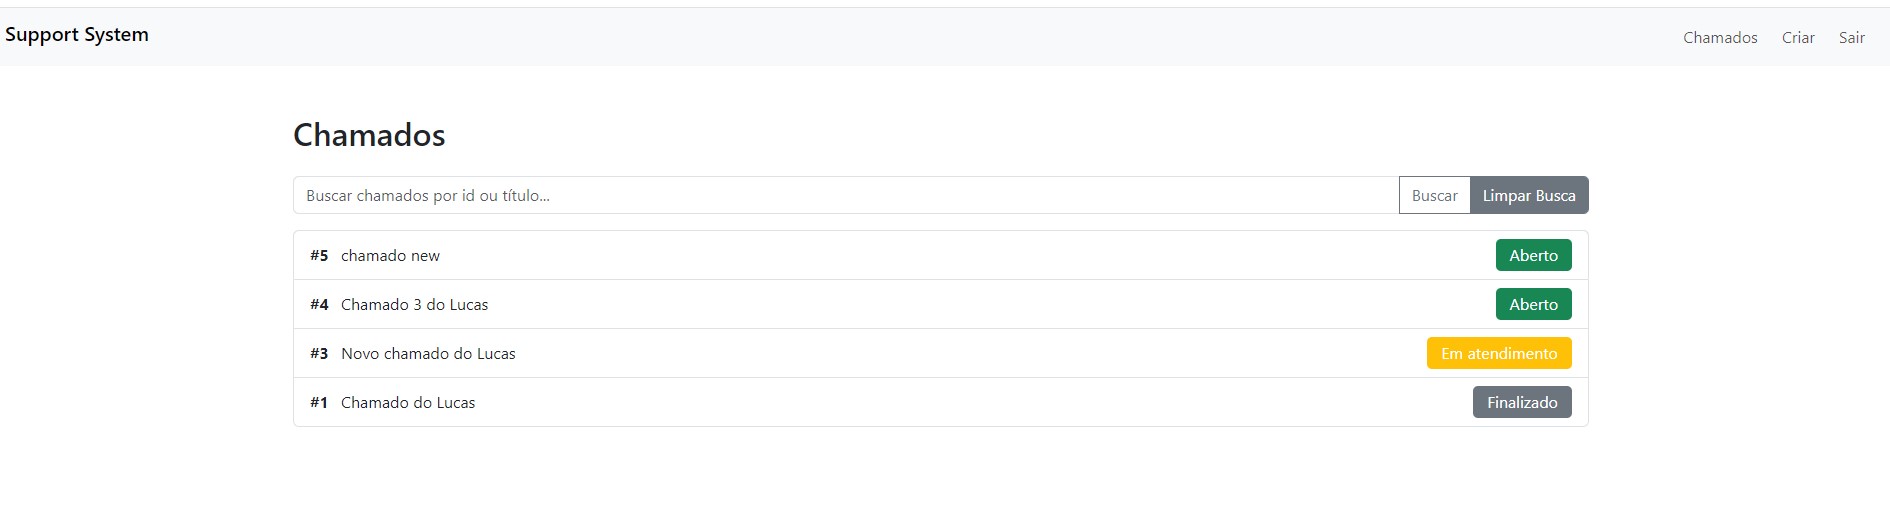 Support System
Chamados Criar Sair
Chamados
Buscar chamados por id ou título... Buscar Limpar Busca
#5 chamado new Aberto
#4 Chamado 3 do Lucas Aberto
#3 Novo chamado do Lucas Em atendimento
#1 Chamado do Lucas Finalizado